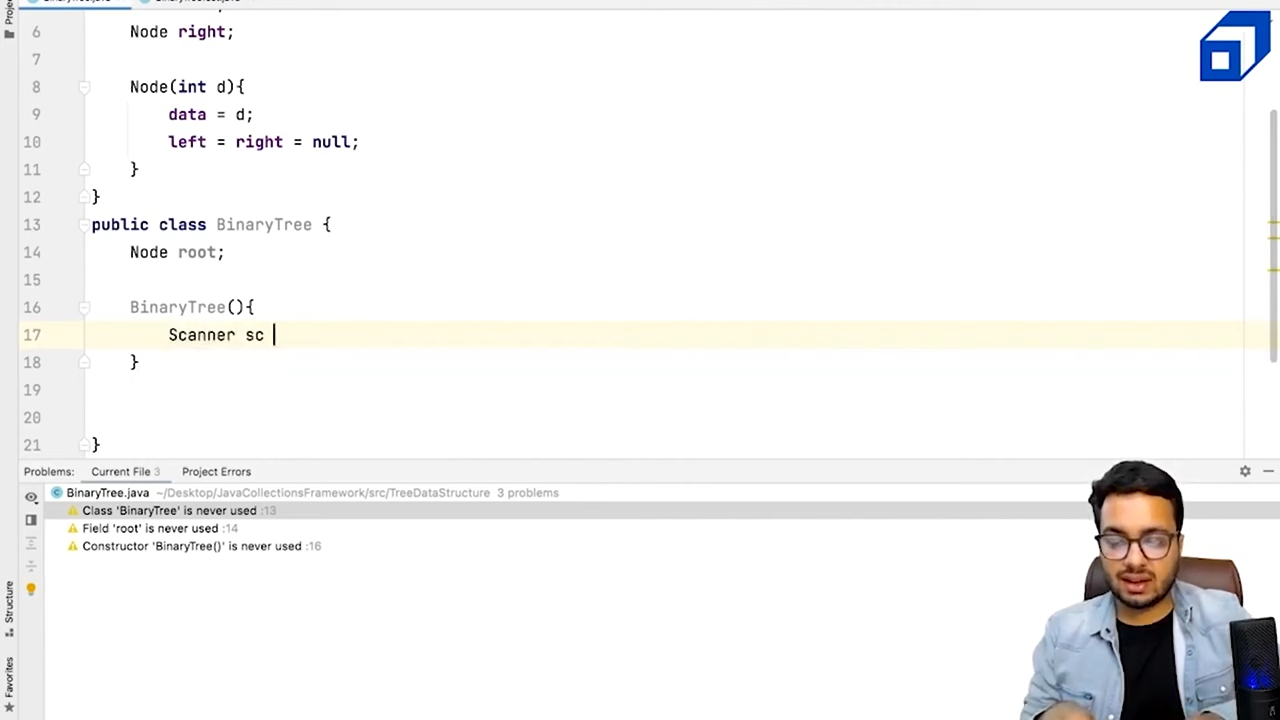 6 Node right;
7
8 Node(int d){
9 data = d;
10 left = right = null;
11 }
12 }
13 public class BinaryTree {
14 Node root;
15
16 BinaryTree(){
17 Scanner sc
18 }
19
20
21 }
Problems: Current File 3 Project Errors
BinaryTree.java ~/Desktop/JavaCollectionsFramework/src/TreeDataStructure 3 problems
Class 'BinaryTree' is never used :13
Field 'root' is never used :14
Constructor 'BinaryTree()' is never used :16
Structure
Favorites